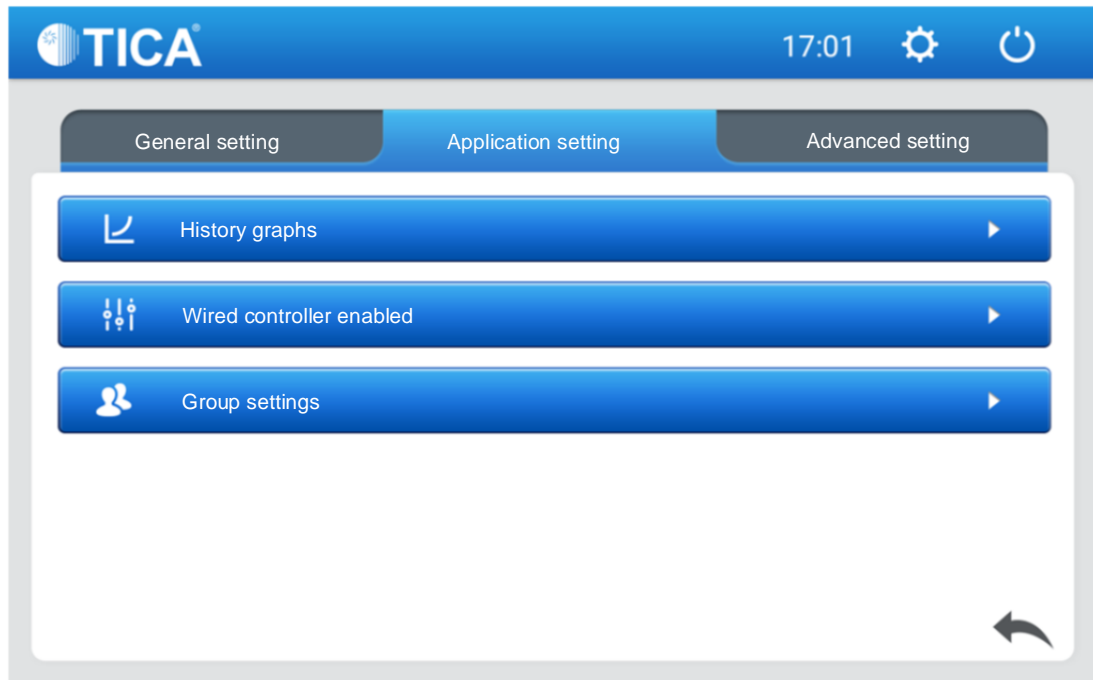 TICA®
17:01
General setting
Application setting
Advanced setting
History graphs
Wired controller enabled
Group settings